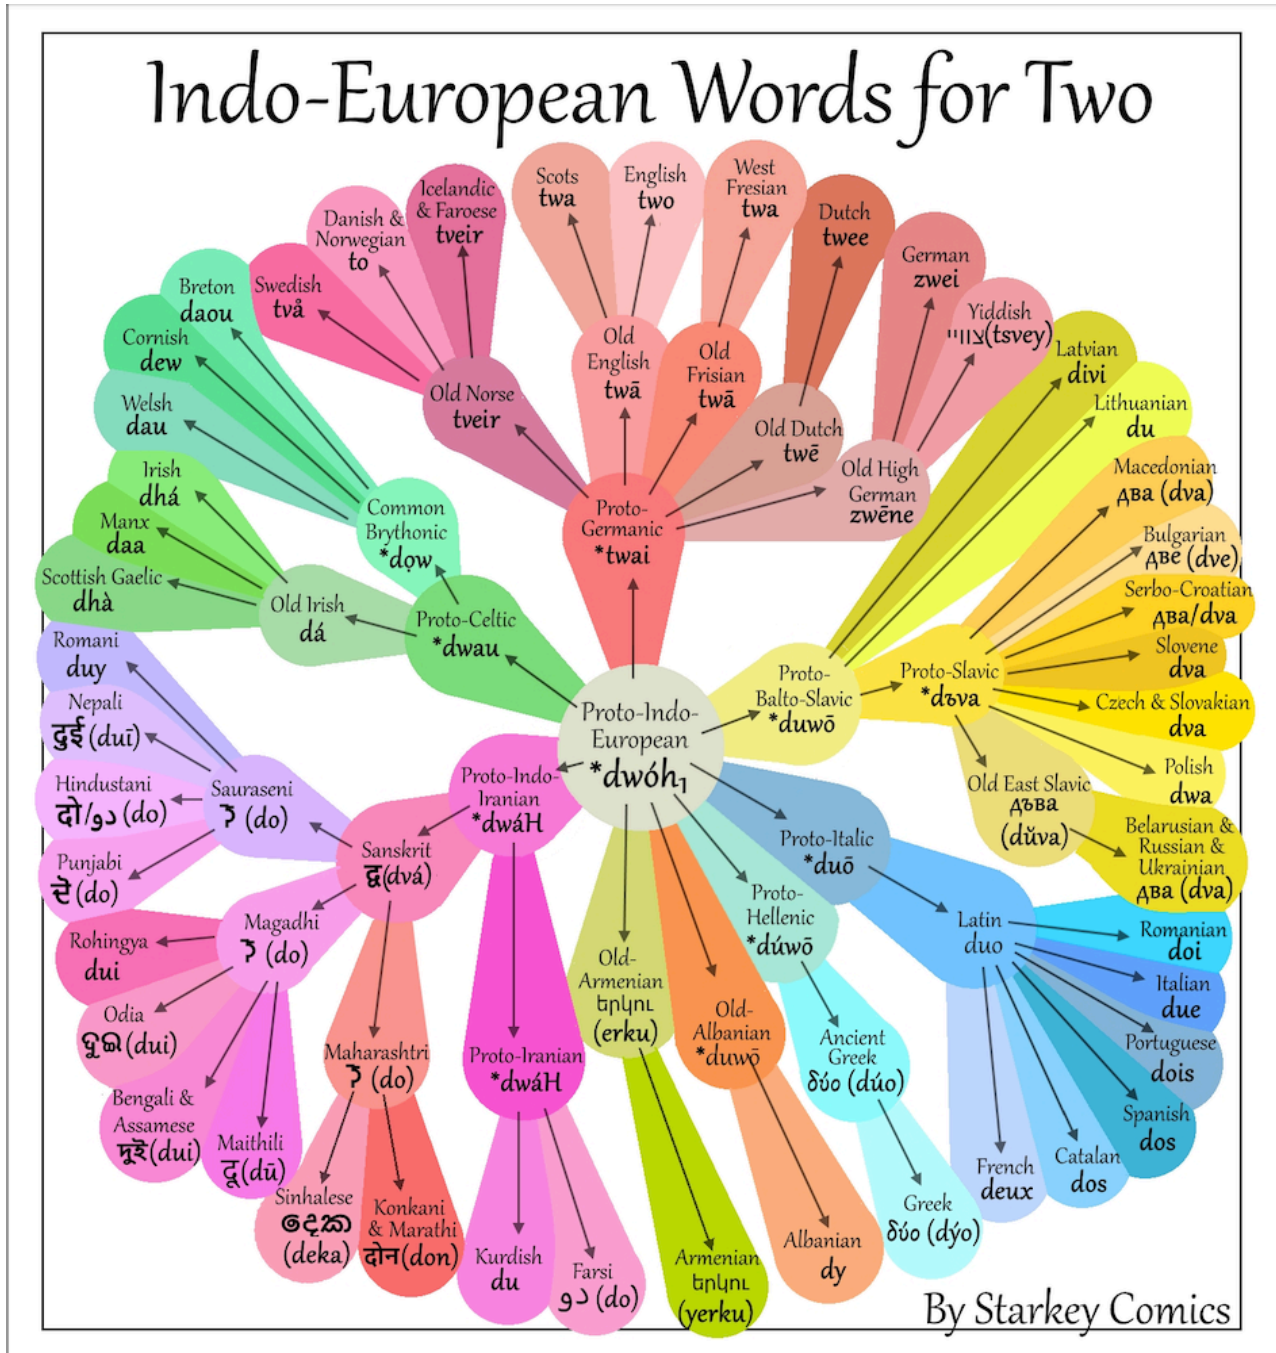 Indo-European Words for Two
Scots
twa
English
two
West
Fresian
twa
Dutch
twee
German
zwei
Yiddish
צווײ(tsvey)
Icelandic
& Faroese
tveir
Danish &
Norwegian
to
Swedish
två
Breton
daou
Cornish
dew
Welsh
dau
Irish
dhá
Manx
daa
Scottish Gaelic
dhà
Old Norse
tveir
Old
English
twā
Old
Frisian
twā
Old Dutch
twē
Old High
German
zwēne
Proto-
Germanic
*twai
Common
Brythonic
*dọw
Old Irish
dá
Proto-Celtic
*dwau
Latvian
divi
Lithuanian
du
Macedonian
два (dva)
Bulgarian
две (dve)
Serbo-Croatian
два/dva
Slovene
dva
Czech & Slovakian
dva
Polish
dwa
Belarusian &
Russian &
Ukrainian
два (dva)
Proto-
Balto-Slavic
*duwō
Proto-Slavic
*dъva
Old East Slavic
дъва
(dŭva)
Proto-Indo-
European
*dwóh₁
Romani
duy
Nepali
दुई (duī)
Hindustani
दो/دو (do)
Punjabi
ਦੋ (do)
Sauraseni
(do)
Proto-Indo-
Iranian
*dwáH
Sanskrit
द्व(dvá)
Magadhi
(do)
Rohingya
dui
Odia
ଦୁଇ (dui)
Bengali &
Assamese
দুই(dui)
Maithili
दू(dū)
Maharashtri
(do)
Sinhalese
දෙක
(deka)
Konkani
& Marathi
दोन(don)
Proto-Iranian
*dwáH
Kurdish
du
Farsi
دو (do)
Old-
Armenian
երկու
(erku)
Armenian
երկու
(yerku)
Old-
Albanian
*duwō
Albanian
dy
Proto-
Hellenic
*dúwō
Ancient
Greek
δύο (dúo)
Greek
δύο (dýo)
Proto-Italic
*duō
Latin
duo
Romanian
doi
Italian
due
Portuguese
dois
Spanish
dos
Catalan
dos
French
deux
By Starkey Comics